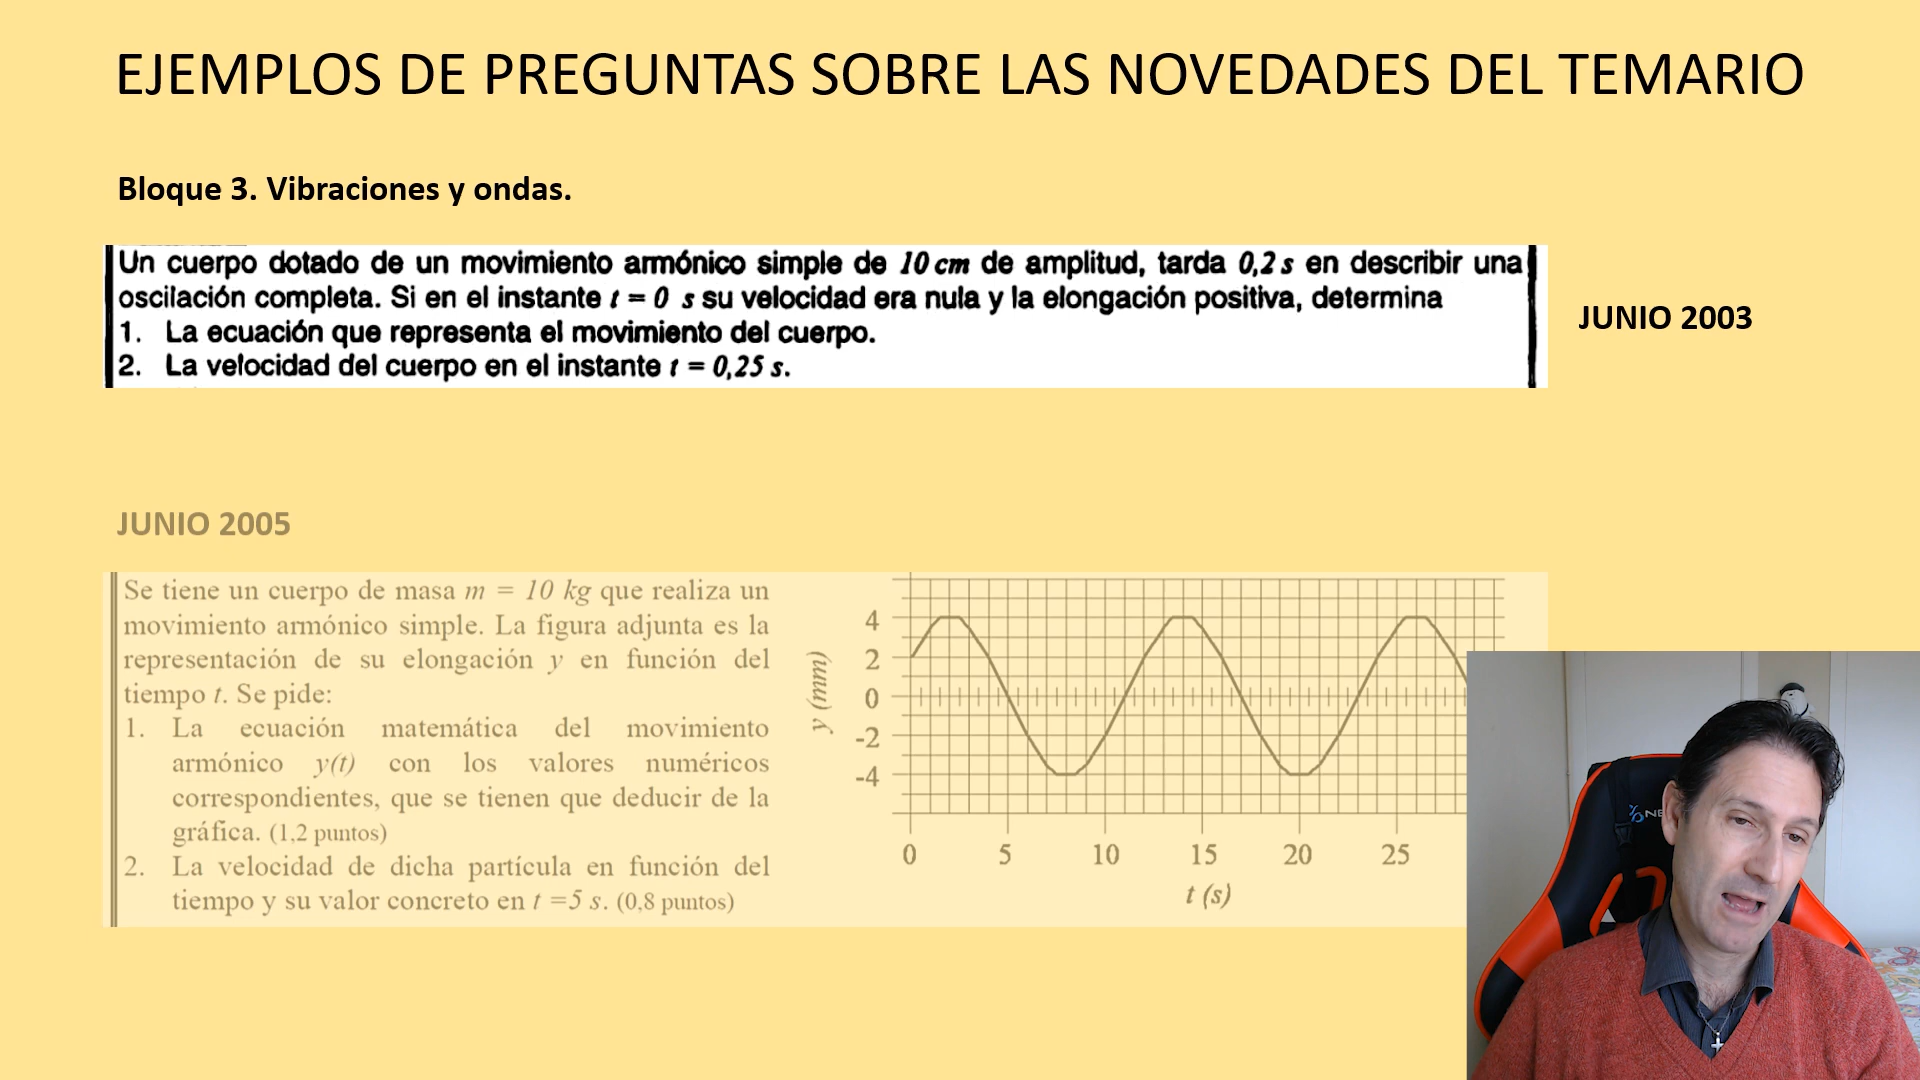 EJEMPLOS DE PREGUNTAS SOBRE LAS NOVEDADES DEL TEMARIO
Bloque 3. Vibraciones y ondas.
Un cuerpo dotado de un movimiento armónico simple de 10 cm de amplitud, tarda 0,2 s en describir una
oscilación completa. Si en el instante t = 0 s su velocidad era nula y la elongación positiva, determina
1. La ecuación que representa el movimiento del cuerpo.
2. La velocidad del cuerpo en el instante t = 0,25 s.
JUNIO 2003
JUNIO 2005
Se tiene un cuerpo de masa m = 10 kg que realiza un
movimiento armónico simple. La figura adjunta es la
representación de su elongación y en función del
tiempo t. Se pide:
1. La ecuación matemática del movimiento
armónico y(t) con los valores numéricos
correspondientes, que se tienen que deducir de la
gráfica. (1,2 puntos)
2. La velocidad de dicha partícula en función del
tiempo y su valor concreto en t =5 s. (0,8 puntos)
y (mm)
4
2
0
-2
-4
0 5 10 15 20 25
t (s)